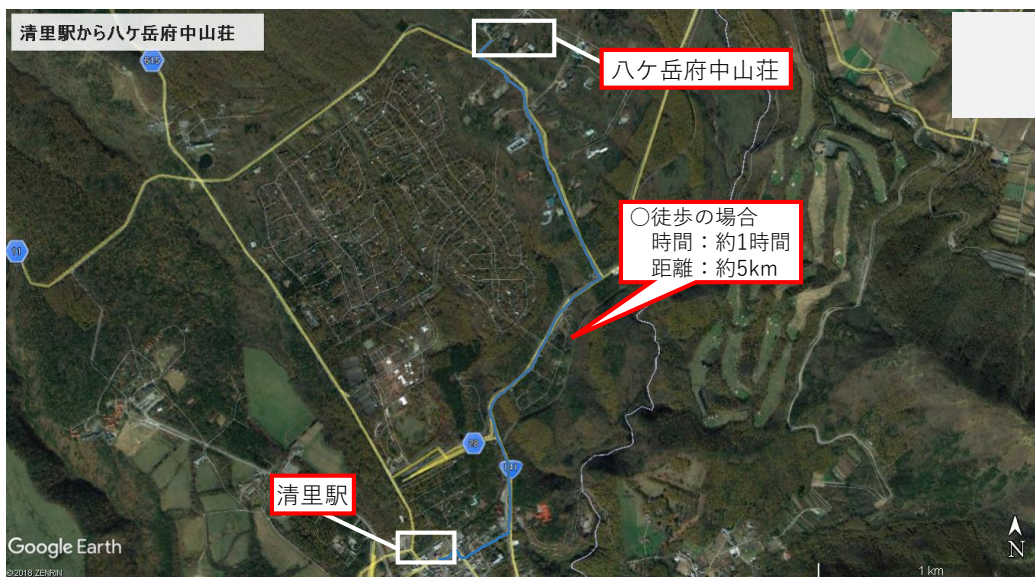 清里駅から八ケ岳府中山荘
615
八ケ岳府中山荘
○徒歩の場合
時間：約1時間
距離：約5km
11
28
141
清里駅
Google Earth
©2018 ZENRIN
N
1 km